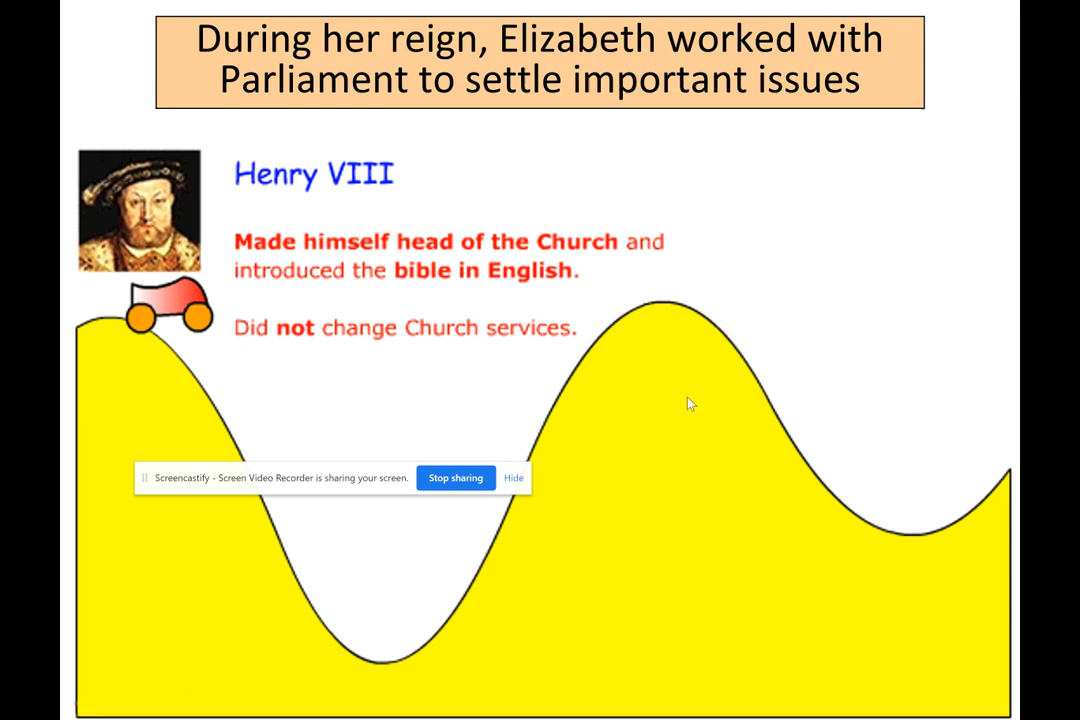 During her reign, Elizabeth worked with
Parliament to settle important issues
Henry VIII
Made himself head of the Church and
introduced the bible in English.
Did not change Church services.
Screencastify - Screen Video Recorder is sharing your screen. Stop sharing Hide